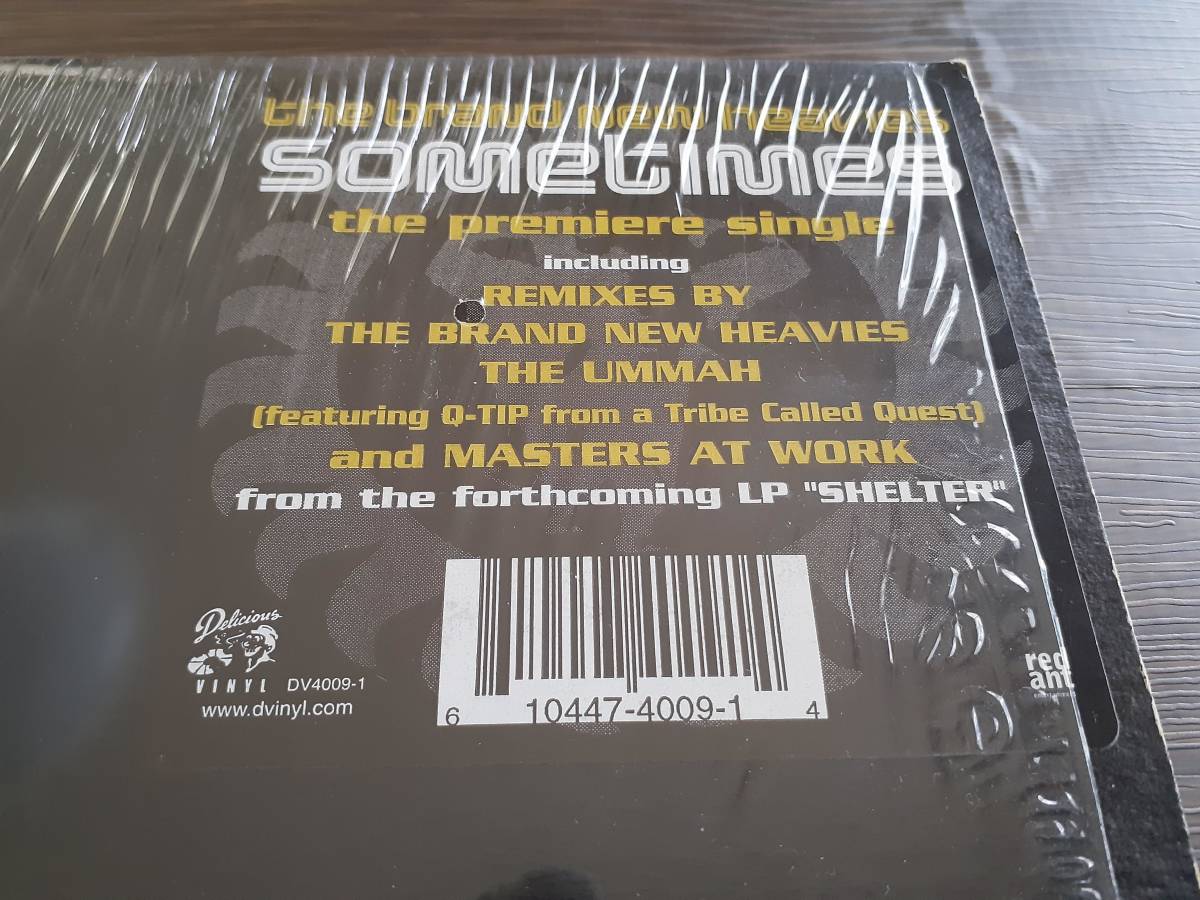 the brand new heavies
sometimes
the premiere single
including
REMIXES BY
THE BRAND NEW HEAVIES
THE UMMAH
(featuring Q-TIP from a Tribe Called Quest)
and MASTERS AT WORK
from the forthcoming LP "SHELTER"
Delicious
VINYL DV4009-1
www.dvinyl.com
6 10447-4009-1 4
red
ant